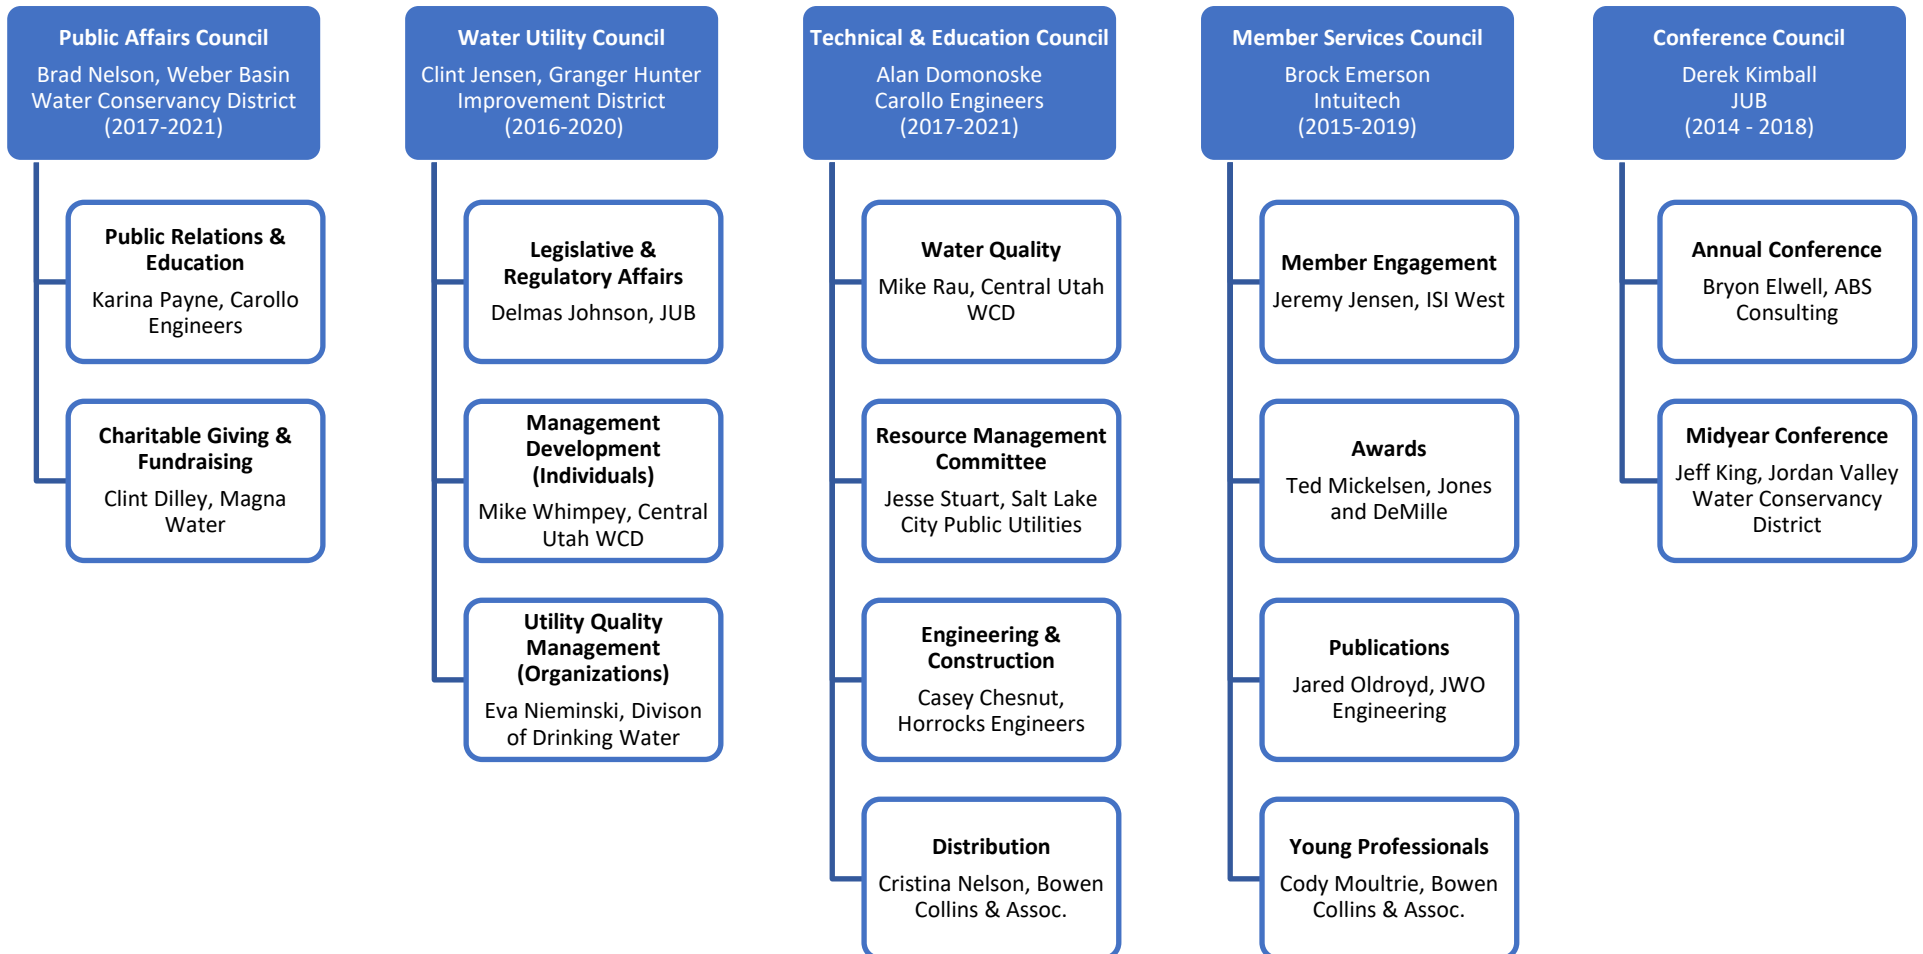 Public Affairs Council
Brad Nelson, Weber Basin
Water Conservancy District
(2017-2021)
Public Relations &
Education
Karina Payne, Carollo
Engineers
Charitable Giving &
Fundraising
Clint Dilley, Magna
Water
Water Utility Council
Clint Jensen, Granger Hunter
Improvement District
(2016-2020)
Legislative &
Regulatory Affairs
Delmas Johnson, JUB
Management
Development
(Individuals)
Mike Whimpey, Central
Utah WCD
Utility Quality
Management
(Organizations)
Eva Nieminski, Divison
of Drinking Water
Technical & Education Council
Alan Domonoske
Carollo Engineers
(2017-2021)
Water Quality
Mike Rau, Central Utah
WCD
Resource Management
Committee
Jesse Stuart, Salt Lake
City Public Utilities
Engineering &
Construction
Casey Chesnut,
Horrocks Engineers
Distribution
Cristina Nelson, Bowen
Collins & Assoc.
Member Services Council
Brock Emerson
Intuitech
(2015-2019)
Member Engagement
Jeremy Jensen, ISI West
Awards
Ted Mickelsen, Jones
and DeMille
Publications
Jared Oldroyd, JWO
Engineering
Young Professionals
Cody Moultrie, Bowen
Collins & Assoc.
Conference Council
Derek Kimball
JUB
(2014 - 2018)
Annual Conference
Bryon Elwell, ABS
Consulting
Midyear Conference
Jeff King, Jordan Valley
Water Conservancy
District